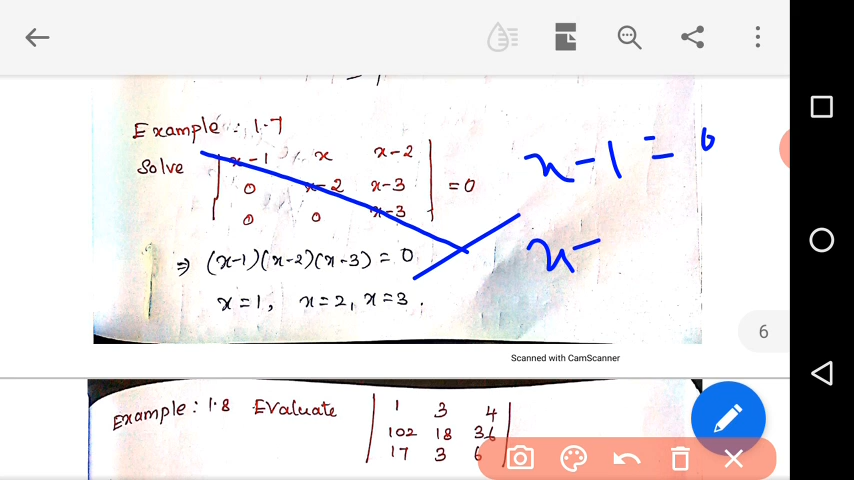 Example : 1.7
Solve
x-1 x x-2
0 x-2 x-3 = 0
0 0 x-3
⇒ (x-1)(x-2)(x-3) = 0
x = 1, x = 2, x = 3.
x-1 = 0
x=
6
Scanned with CamScanner
Example : 1.8 Evaluate
1 3 4
102 18 36
17 3 6